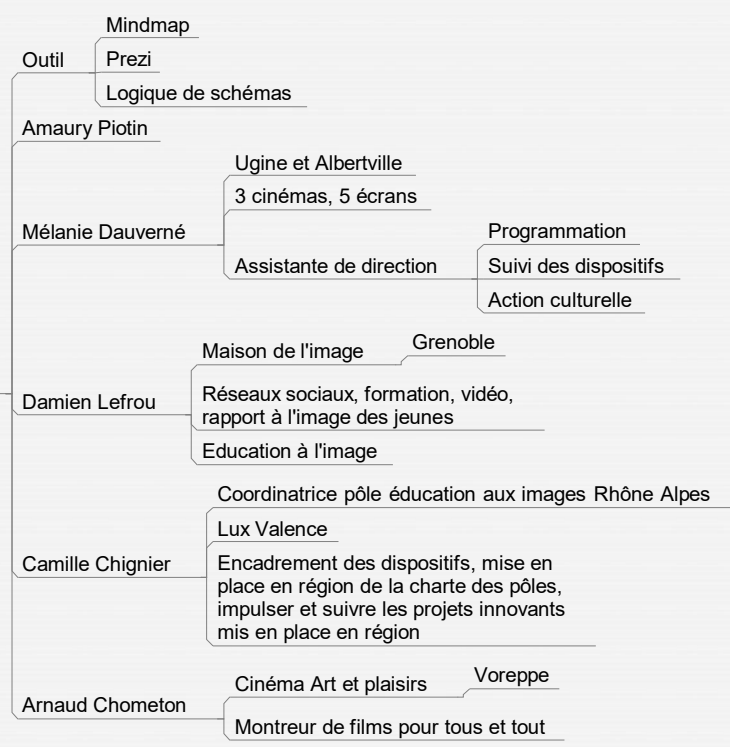 Outil
Mindmap
Prezi
Logique de schémas
Amaury Piotin
Mélanie Dauverné
Ugine et Albertville
3 cinémas, 5 écrans
Assistante de direction
Programmation
Suivi des dispositifs
Action culturelle
Damien Lefrou
Maison de l'image
Grenoble
Réseaux sociaux, formation, vidéo,
rapport à l'image des jeunes
Education à l'image
Camille Chignier
Coordinatrice pôle éducation aux images Rhône Alpes
Lux Valence
Encadrement des dispositifs, mise en
place en région de la charte des pôles,
impulser et suivre les projets innovants
mis en place en région
Arnaud Chometon
Cinéma Art et plaisirs
Voreppe
Montreur de films pour tous et tout